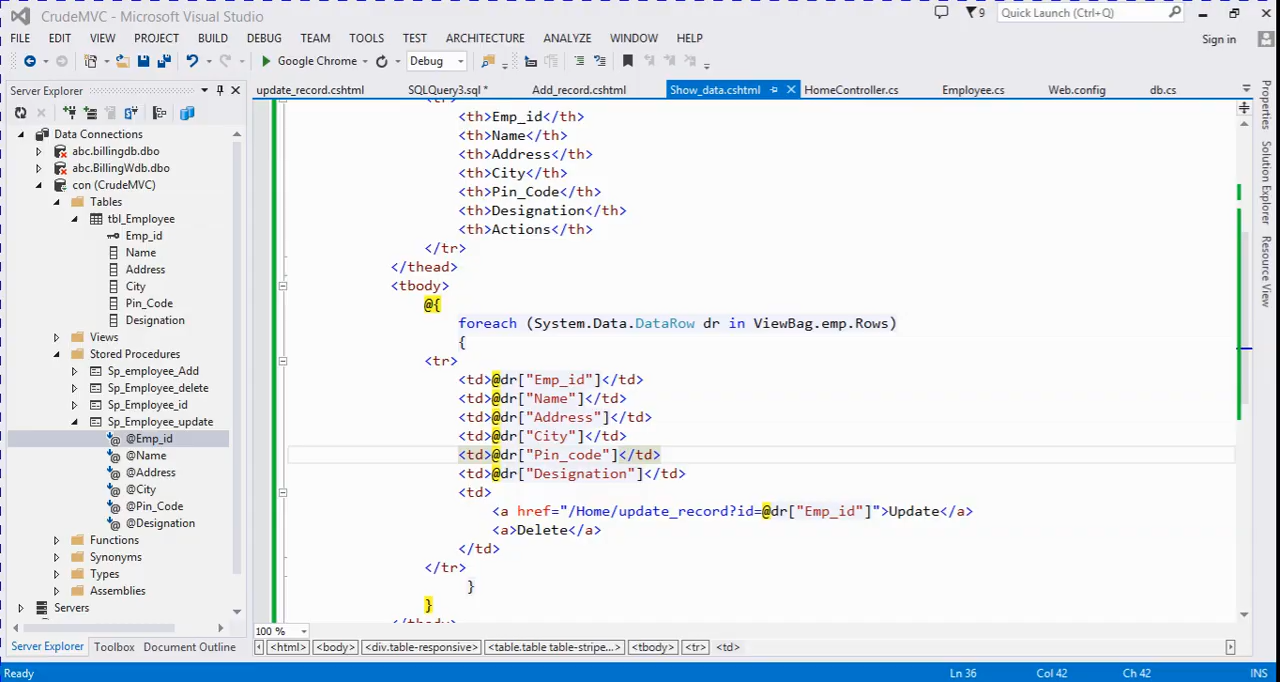 CrudeMVC - Microsoft Visual Studio
9
Quick Launch (Ctrl+Q)
FILE EDIT VIEW PROJECT BUILD DEBUG TEAM TOOLS TEST ARCHITECTURE ANALYZE WINDOW HELP
Sign in
Google Chrome
Debug
Server Explorer
update_record.cshtml
SQLQuery3.sql *
Add_record.cshtml
Show_data.cshtml
HomeController.cs
Employee.cs
Web.config
db.cs
Data Connections
abc.billingdb.dbo
abc.BillingWdb.dbo
con (CrudeMVC)
Tables
tbl_Employee
Emp_id
Name
Address
City
Pin_Code
Designation
Views
Stored Procedures
Sp_employee_Add
Sp_employee_delete
Sp_Employee_id
Sp_Employee_update
@Emp_id
@Name
@Address
@City
@Pin_Code
@Designation
Functions
Synonyms
Types
Assemblies
Servers
Server Explorer Toolbox Document Outline
<th>Emp_id</th>
<th>Name</th>
<th>Address</th>
<th>City</th>
<th>Pin_Code</th>
<th>Designation</th>
<th>Actions</th>
</tr>
</thead>
<tbody>
@{
foreach (System.Data.DataRow dr in ViewBag.emp.Rows)
{
<tr>
<td>@dr["Emp_id"]</td>
<td>@dr["Name"]</td>
<td>@dr["Address"]</td>
<td>@dr["City"]</td>
<td>@dr["Pin_code"]</td>
<td>@dr["Designation"]</td>
<td>
<a href="/Home/update_record?id=@dr["Emp_id"]">Update</a>
<a>Delete</a>
</td>
</tr>
}
}
100 %
<html> <body> <div.table-responsive> <table.table table-stripe...> <tbody> <tr> <td>
Properties
Solution Explorer
Resource View
Ready
Ln 36
Col 42
Ch 42
INS